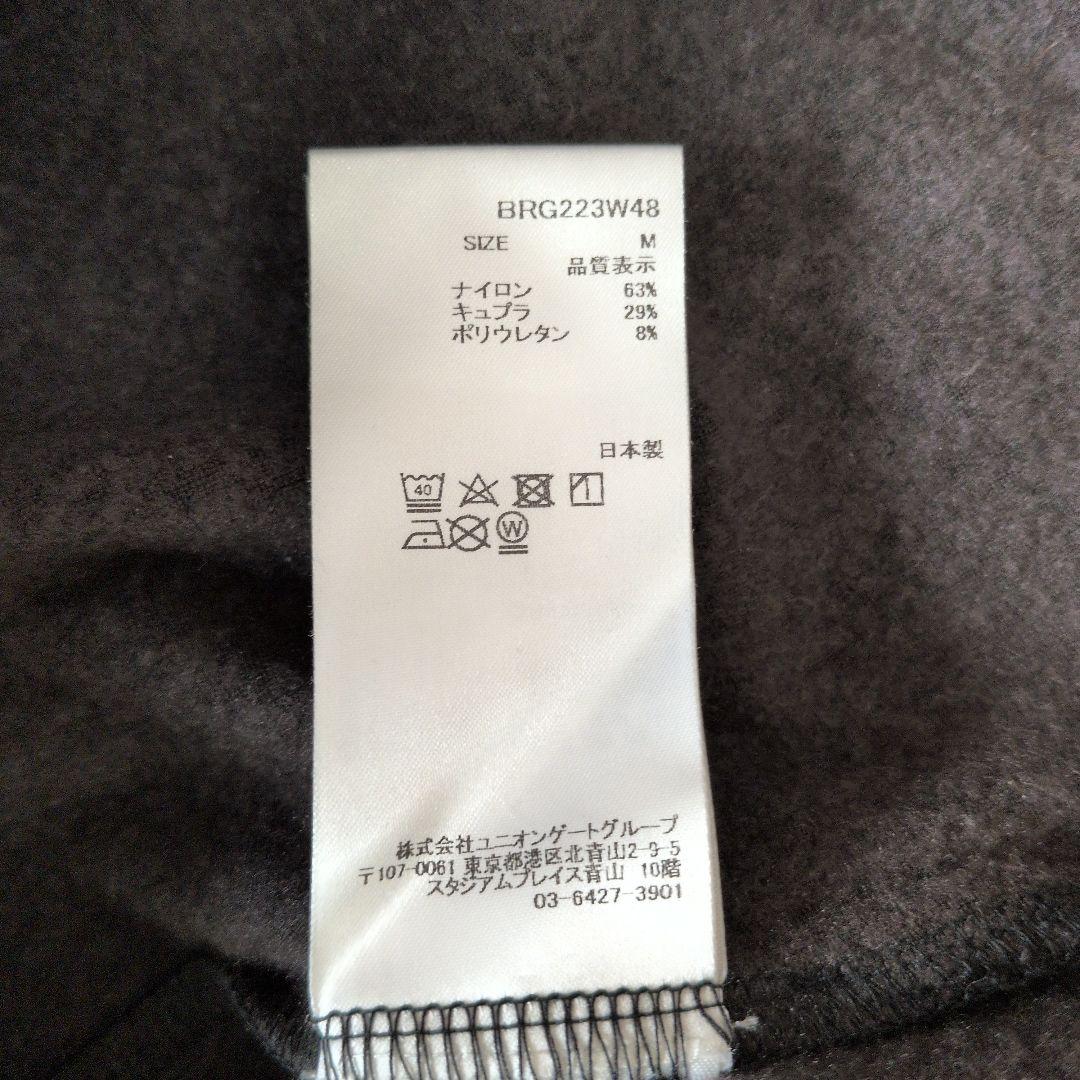 BRG223W48
SIZE M
品質表示
ナイロン 63%
キュプラ 29%
ポリウレタン 8%
日本製
40
W
株式会社ユニオンゲートグループ
〒107-0061 東京都港区北青山2-9-5
スタジアムプレイス青山 10階
03-6427-3901